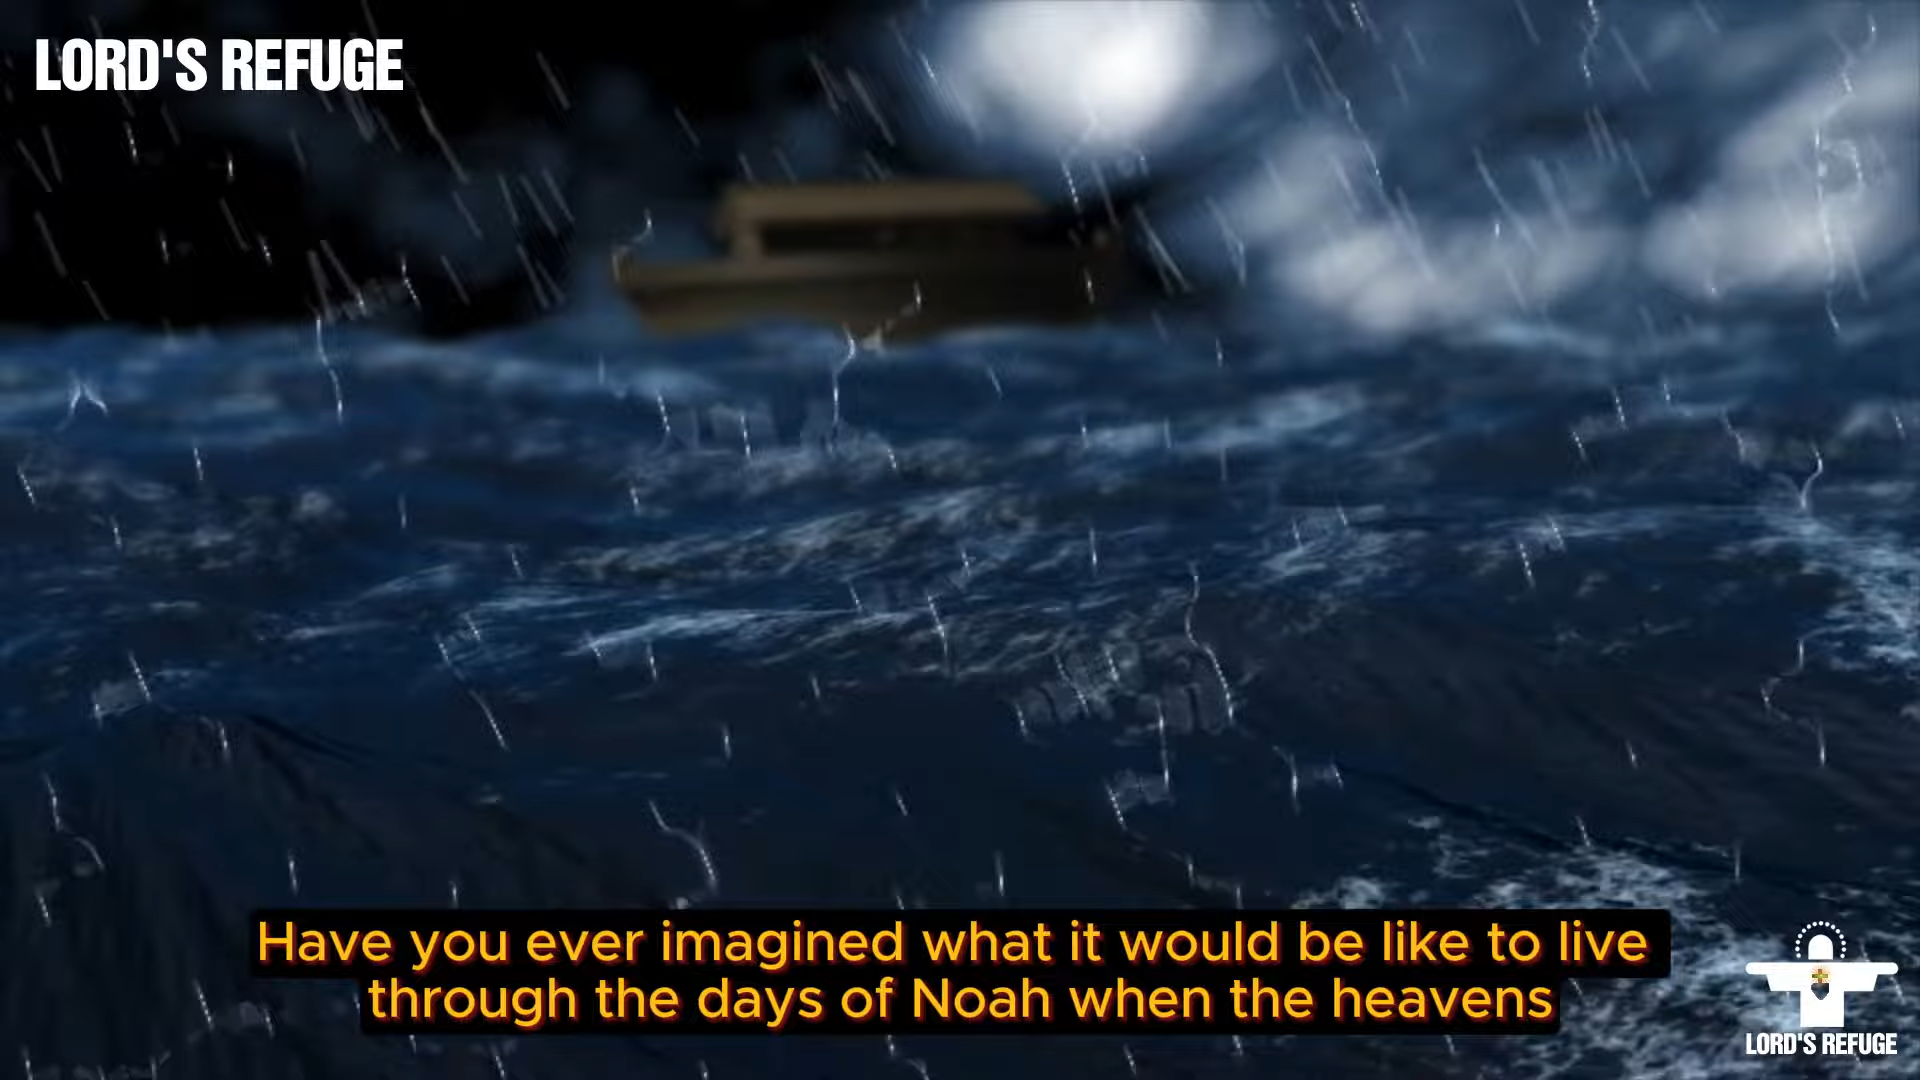 LORD'S REFUGE
Have you ever imagined what it would be like to live
through the days of Noah when the heavens
LORD'S REFUGE